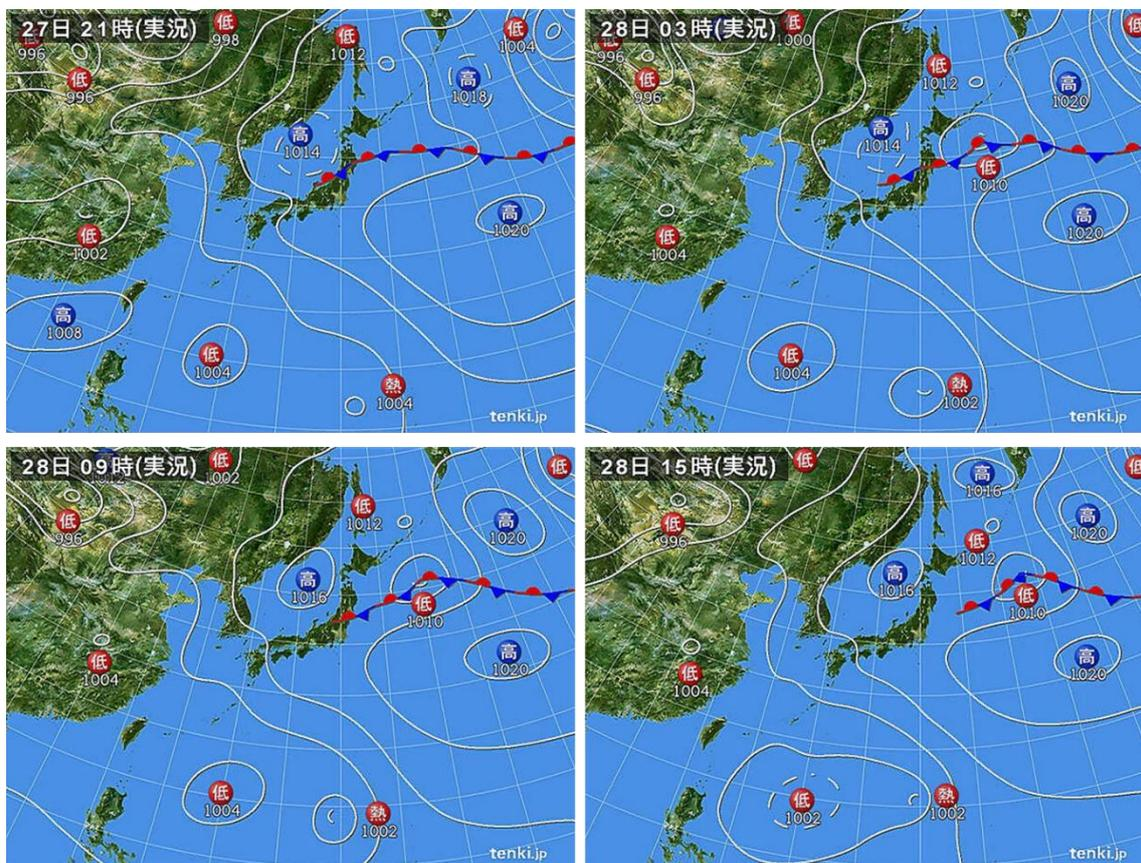 27日 21時(実況)
996
998
低
1012
低
1004
低
996
高
1018
高
1014
高
1020
低
1002
高
1008
低
1004
熱
1004
tenki.jp
28日 03時(実況)
996
1000
低
低
1012
低
996
高
1020
高
1014
低
1010
高
1020
低
1004
低
1004
熱
1002
tenki.jp
28日 09時(実況)
低
1002
低
低
996
低
1012
高
1020
高
1016
低
1010
高
1020
低
1004
低
1004
熱
1002
tenki.jp
28日 15時(実況)
低
高
1016
低
低
996
高
1020
低
1012
高
1016
低
1010
高
1020
低
1004
低
1002
熱
1002
tenki.jp